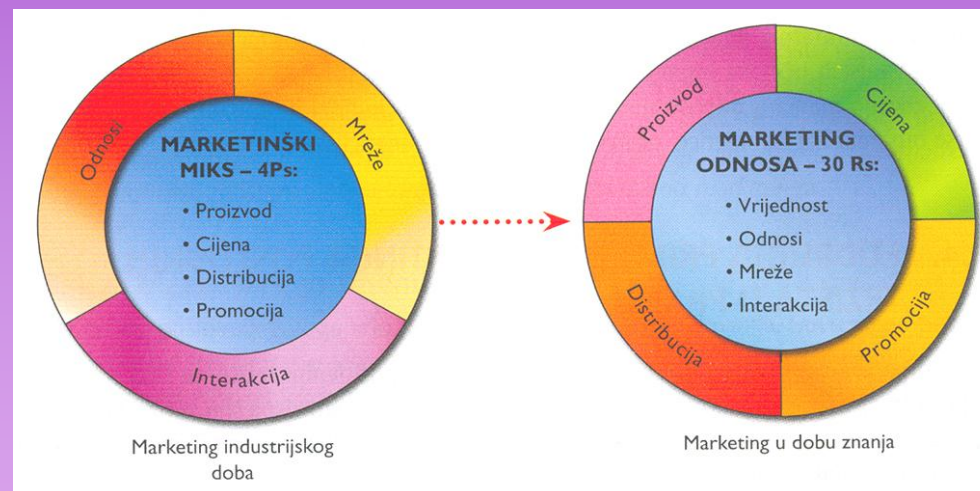 Odnosi
Mreže
Interakcija
MARKETINŠKI
MIKS – 4Ps:
• Proizvod
• Cijena
• Distribucija
• Promocija
Marketing industrijskog
doba
Proizvod
Cijena
Distribucija
Promocija
MARKETING
ODNOSA – 30 Rs:
• Vrijednost
• Odnosi
• Mreže
• Interakcija
Marketing u dobu znanja